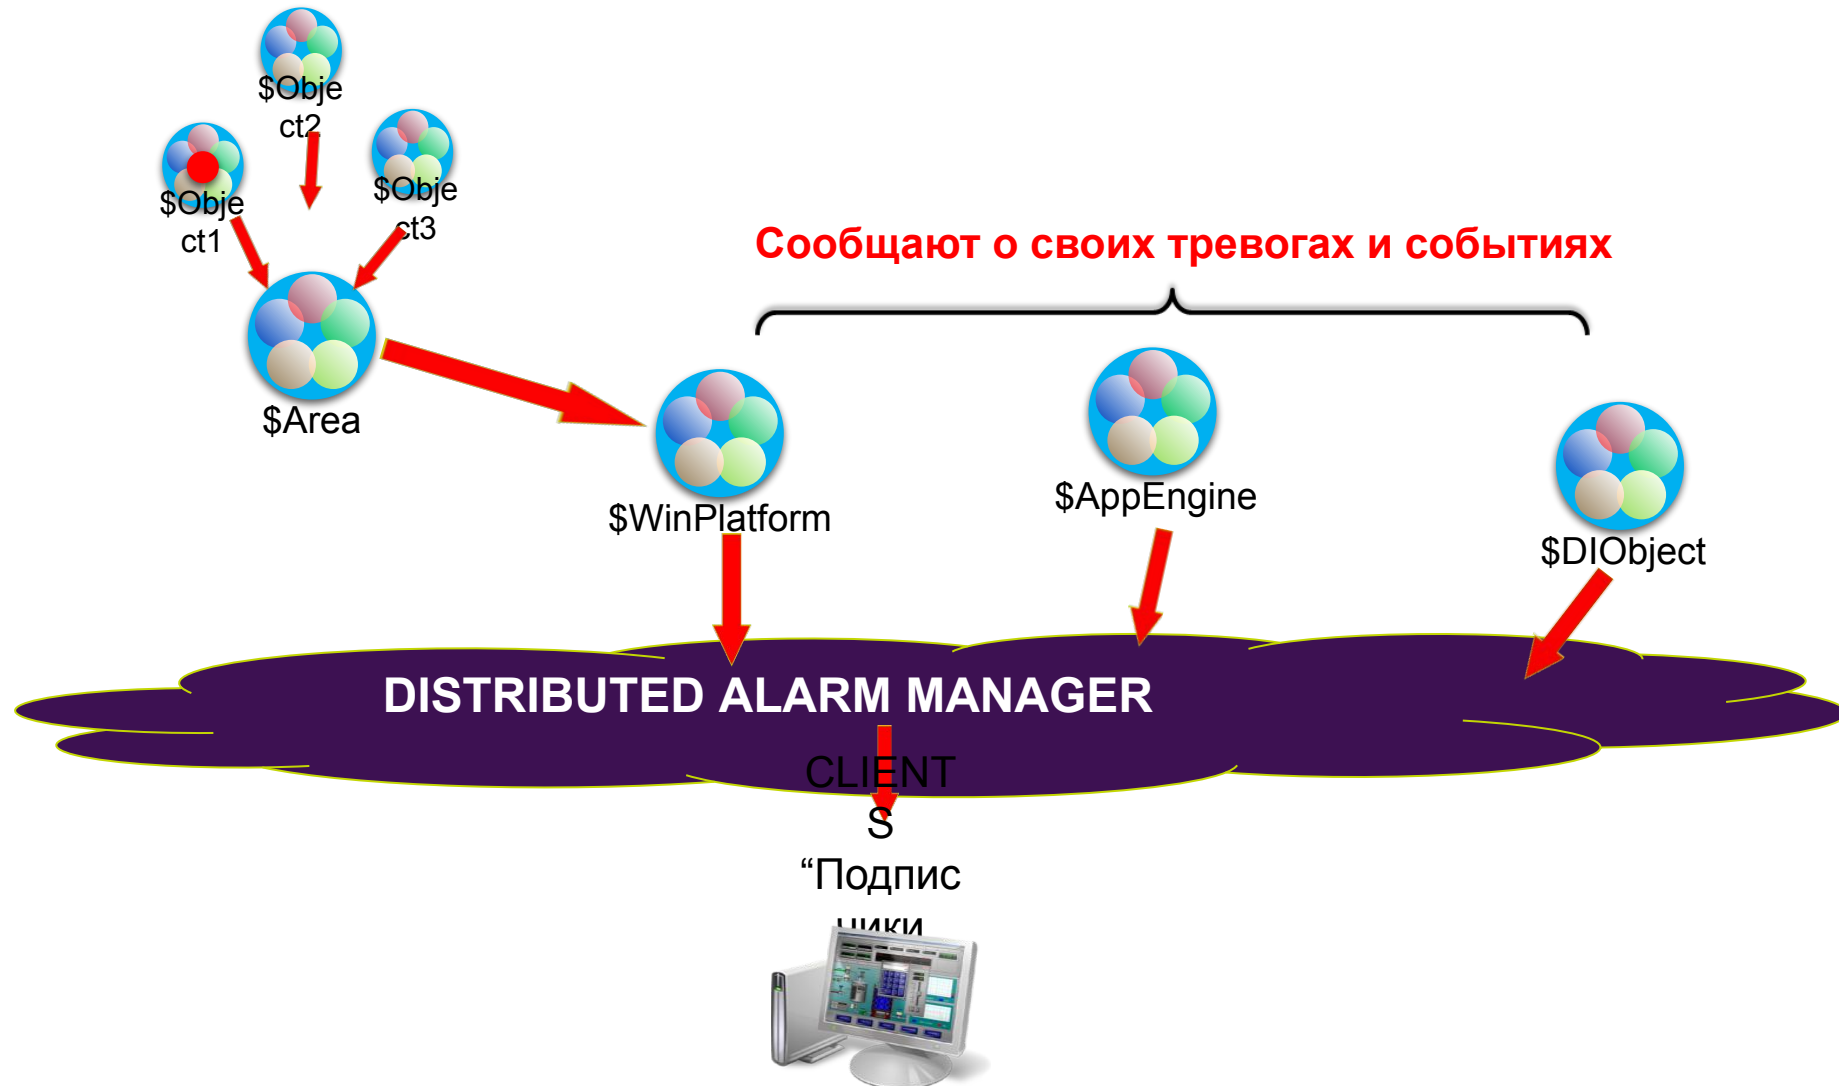 $Obje
ct2
$Obje
ct1
$Obje
ct3
Сообщают о своих тревогах и событиях
$Area
$WinPlatform
$AppEngine
$DIObject
DISTRIBUTED ALARM MANAGER
CLIENT
S
“Подпис
чики